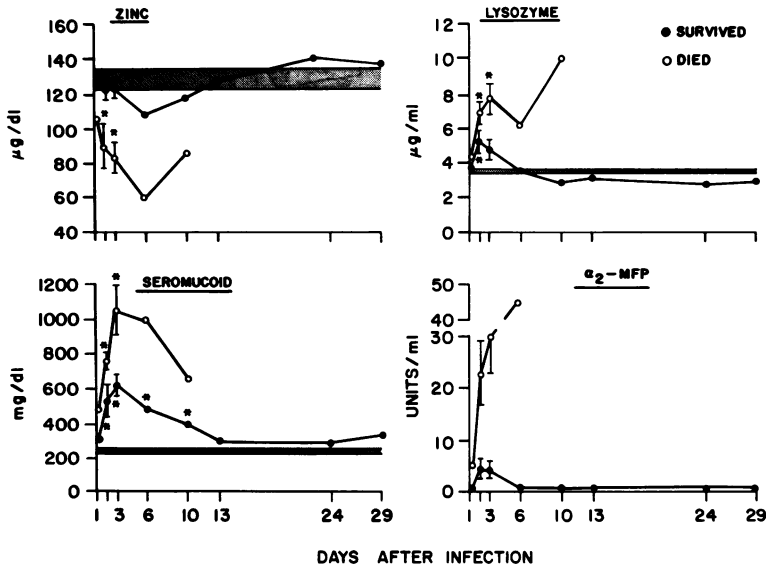 ZINC
160
140
120
100
80
60
40
µg/dl
LYSOZYME
12
10
8
6
4
2
0
µg/ml
SURVIVED
DIED
SEROMUCOID
1200
1000
800
600
400
200
0
mg/dl
1 3 6 10 13 24 29
α2-MFP
50
40
30
20
10
0
UNITS/ml
1 3 6 10 13 24 29
DAYS AFTER INFECTION